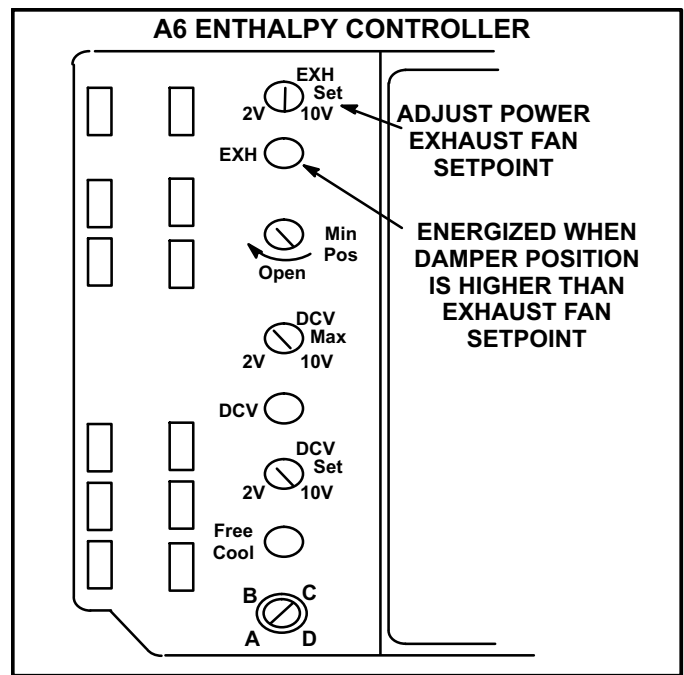 A6 ENTHALPY CONTROLLER
EXH
Set
2V 10V
ADJUST POWER
EXHAUST FAN
SETPOINT
EXH
ENERGIZED WHEN
DAMPER POSITION
IS HIGHER THAN
EXHAUST FAN
SETPOINT
Min
Pos
Open
DCV
Max
2V 10V
DCV
DCV
Set
2V 10V
Free
Cool
B C
A D